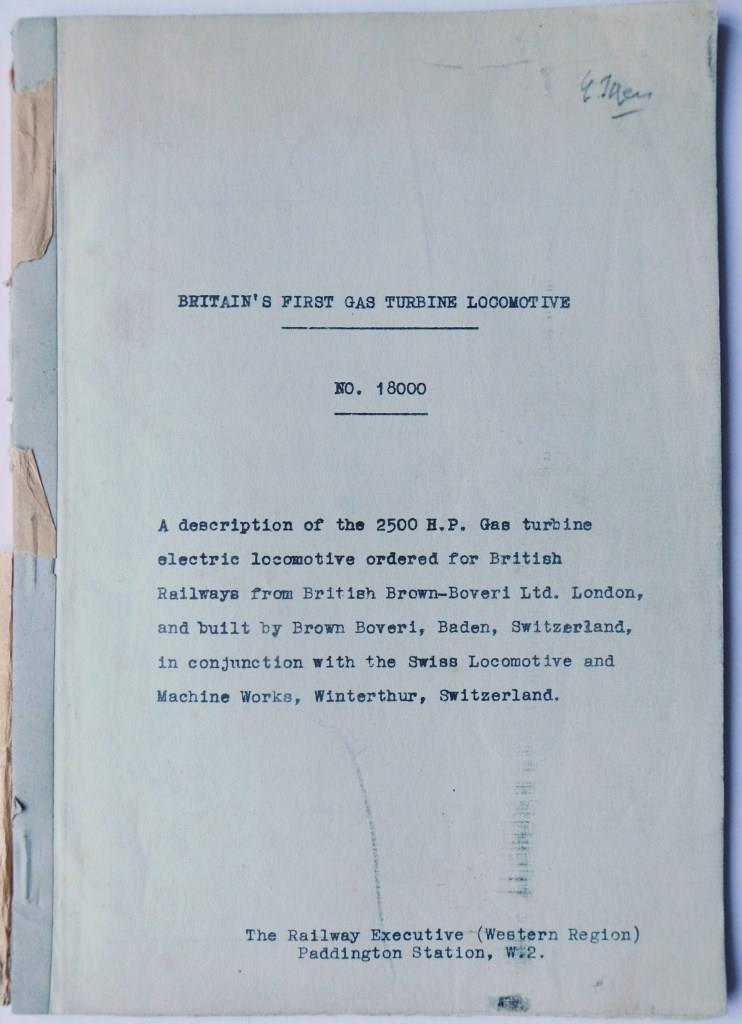 BRITAIN'S FIRST GAS TURBINE LOCOMOTIVE
NO. 18000
A description of the 2500 H.P. Gas turbine
electric locomotive ordered for British
Railways from British Brown-Boveri Ltd. London,
and built by Brown Boveri, Baden, Switzerland,
in conjunction with the Swiss Locomotive and
Machine Works, Winterthur, Switzerland.
The Railway Executive (Western Region)
Paddington Station, W.2.